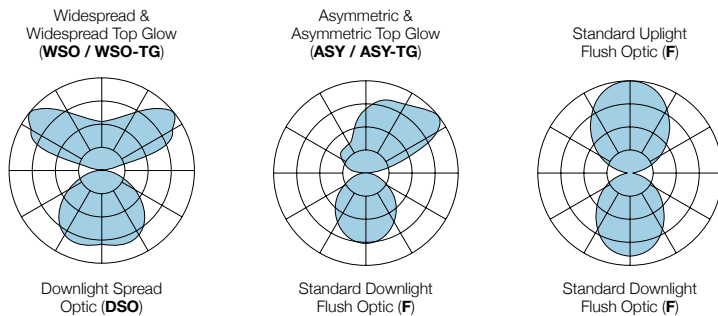 Widespread &
Widespread Top Glow
(WSO / WSO-TG)
Asymmetric &
Asymmetric Top Glow
(ASY / ASY-TG)
Standard Uplight
Flush Optic (F)
Downlight Spread
Optic (DSO)
Standard Downlight
Flush Optic (F)
Standard Downlight
Flush Optic (F)